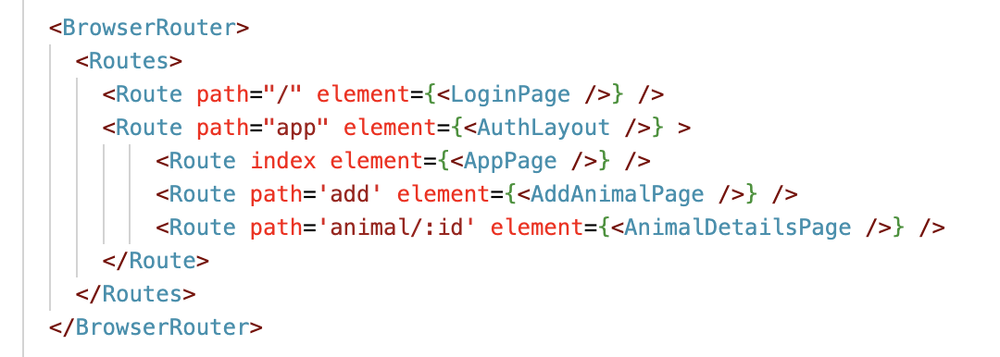 <BrowserRouter>
<Routes>
<Route path="/" element={<LoginPage />} />
<Route path="app" element={<AuthLayout />} >
<Route index element={<AppPage />} />
<Route path='add' element={<AddAnimalPage />} />
<Route path='animal/:id' element={<AnimalDetailsPage />} />
</Route>
</Routes>
</BrowserRouter>